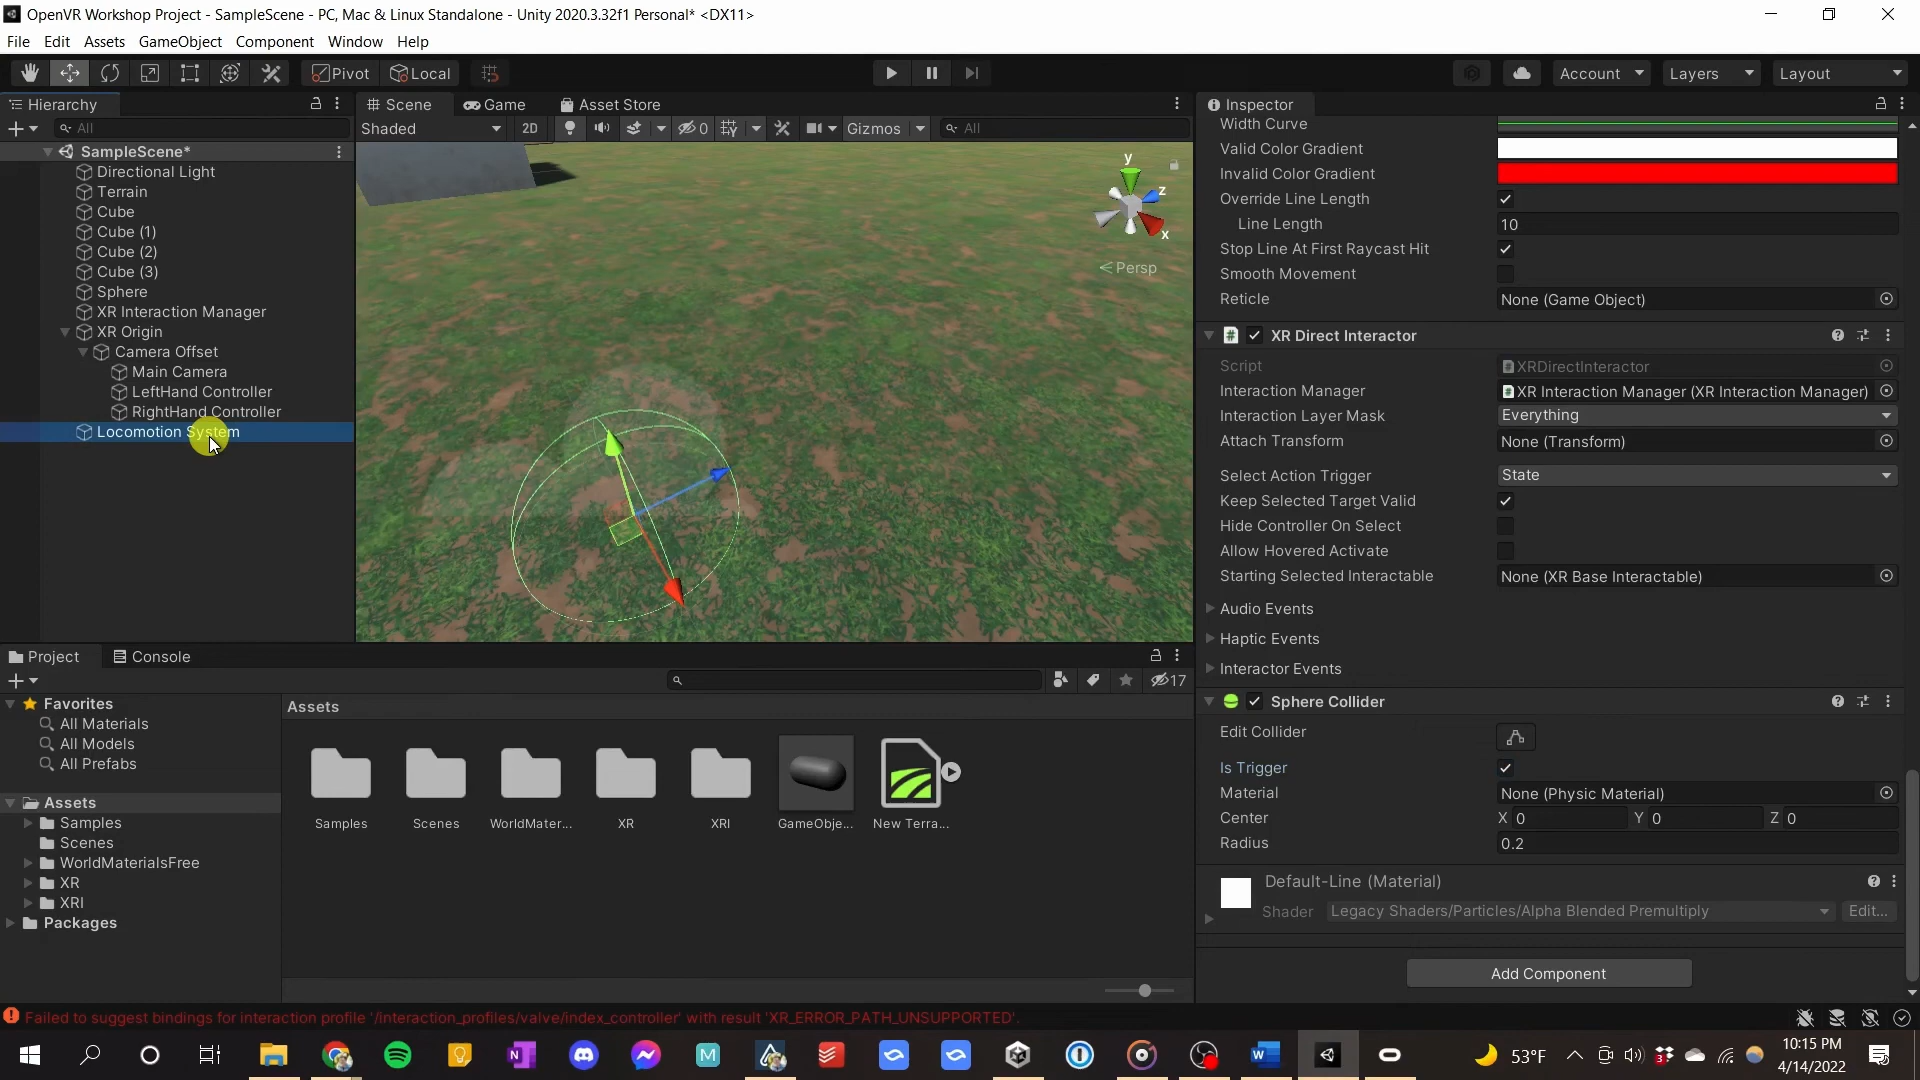 OpenVR Workshop Project - SampleScene - PC, Mac & Linux Standalone - Unity 2020.3.32f1 Personal* <DX11>
File Edit Assets GameObject Component Window Help
Pivot Local Account Layers Layout
Hierarchy
All
SampleScene*
Directional Light
Terrain
Cube
Cube (1)
Cube (2)
Cube (3)
Sphere
XR Interaction Manager
XR Origin
Camera Offset
Main Camera
LeftHand Controller
RightHand Controller
Locomotion System
Scene Game Asset Store
Shaded 2D 0 Gizmos All
y
z
x
Persp
Inspector
Width Curve
Valid Color Gradient
Invalid Color Gradient
Override Line Length
Line Length 10
Stop Line At First Raycast Hit
Smooth Movement
Reticle None (Game Object)
XR Direct Interactor
Script XRDirectInteractor
Interaction Manager XR Interaction Manager (XR Interaction Manager)
Interaction Layer Mask Everything
Attach Transform None (Transform)
Select Action Trigger State
Keep Selected Target Valid
Hide Controller On Select
Allow Hovered Activate
Starting Selected Interactable None (XR Base Interactable)
Audio Events
Haptic Events
Interactor Events
Sphere Collider
Edit Collider
Is Trigger
Material None (Physic Material)
Center X 0 Y 0 Z 0
Radius 0.2
Default-Line (Material)
Shader Legacy Shaders/Particles/Alpha Blended Premultiply Edit...
Add Component
Project Console
17
Favorites
All Materials
All Models
All Prefabs
Assets
Samples
Scenes
WorldMaterialsFree
XR
XRI
Packages
Assets
Samples Scenes WorldMater... XR XRI GameObje... New Terra...
Failed to suggest bindings for interaction profile '/interaction_profiles/valve/index_controller' with result 'XR_ERROR_PATH_UNSUPPORTED'.
53°F
10:15 PM
4/14/2022